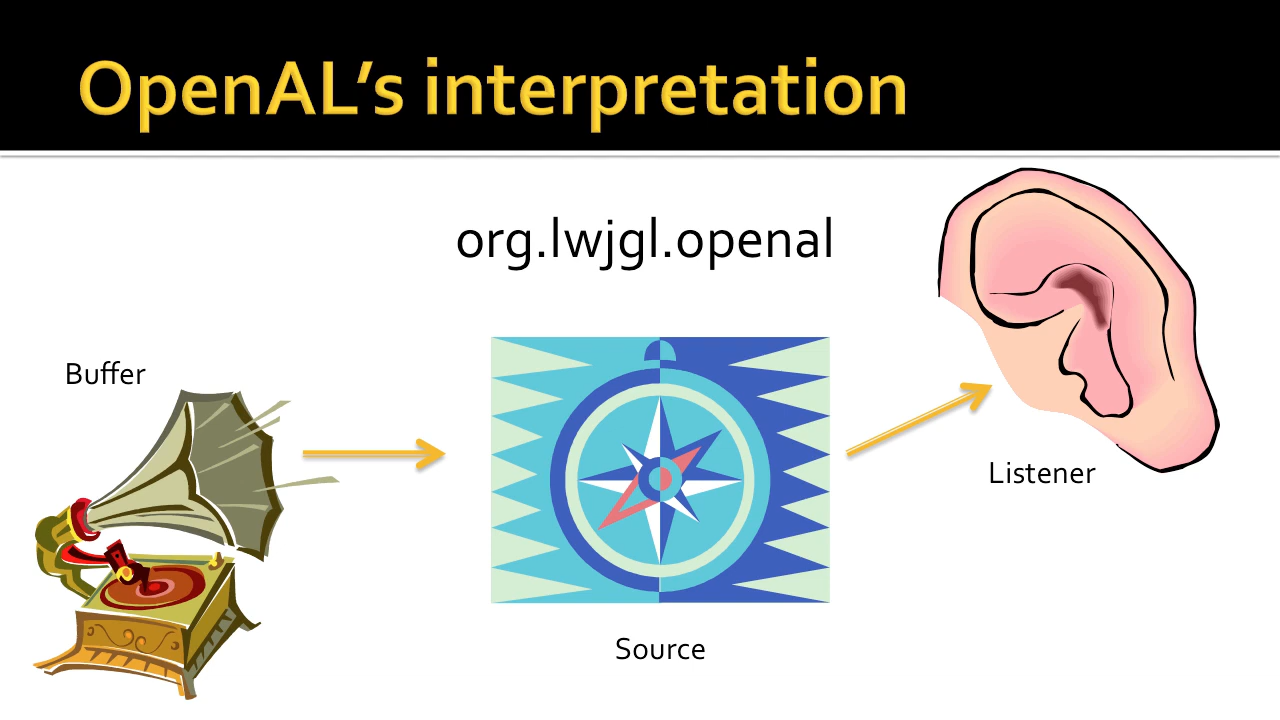 OpenAL’s interpretation
org.lwjgl.openal
Buffer
Listener
Source